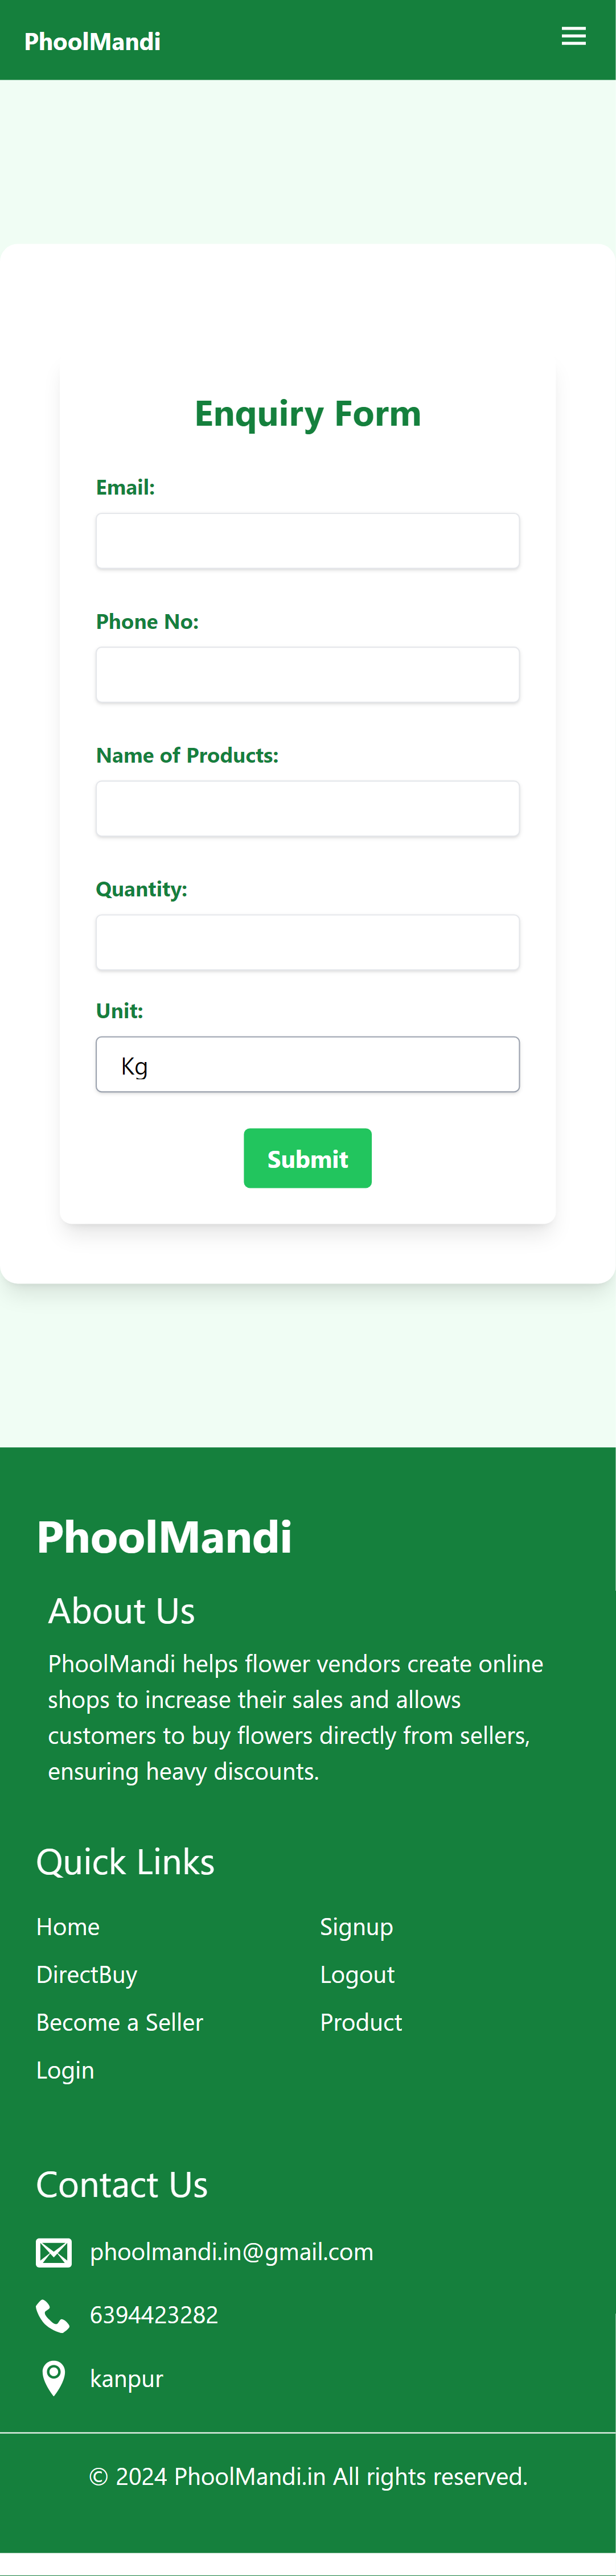 PhoolMandi
Enquiry Form
Email:
Phone No:
Name of Products:
Quantity:
Unit:
Kg
Submit
PhoolMandi
About Us
PhoolMandi helps flower vendors create online
shops to increase their sales and allows
customers to buy flowers directly from sellers,
ensuring heavy discounts.
Quick Links
Home
Signup
DirectBuy
Logout
Become a Seller
Product
Login
Contact Us
phoolmandi.in@gmail.com
6394423282
kanpur
© 2024 PhoolMandi.in All rights reserved.